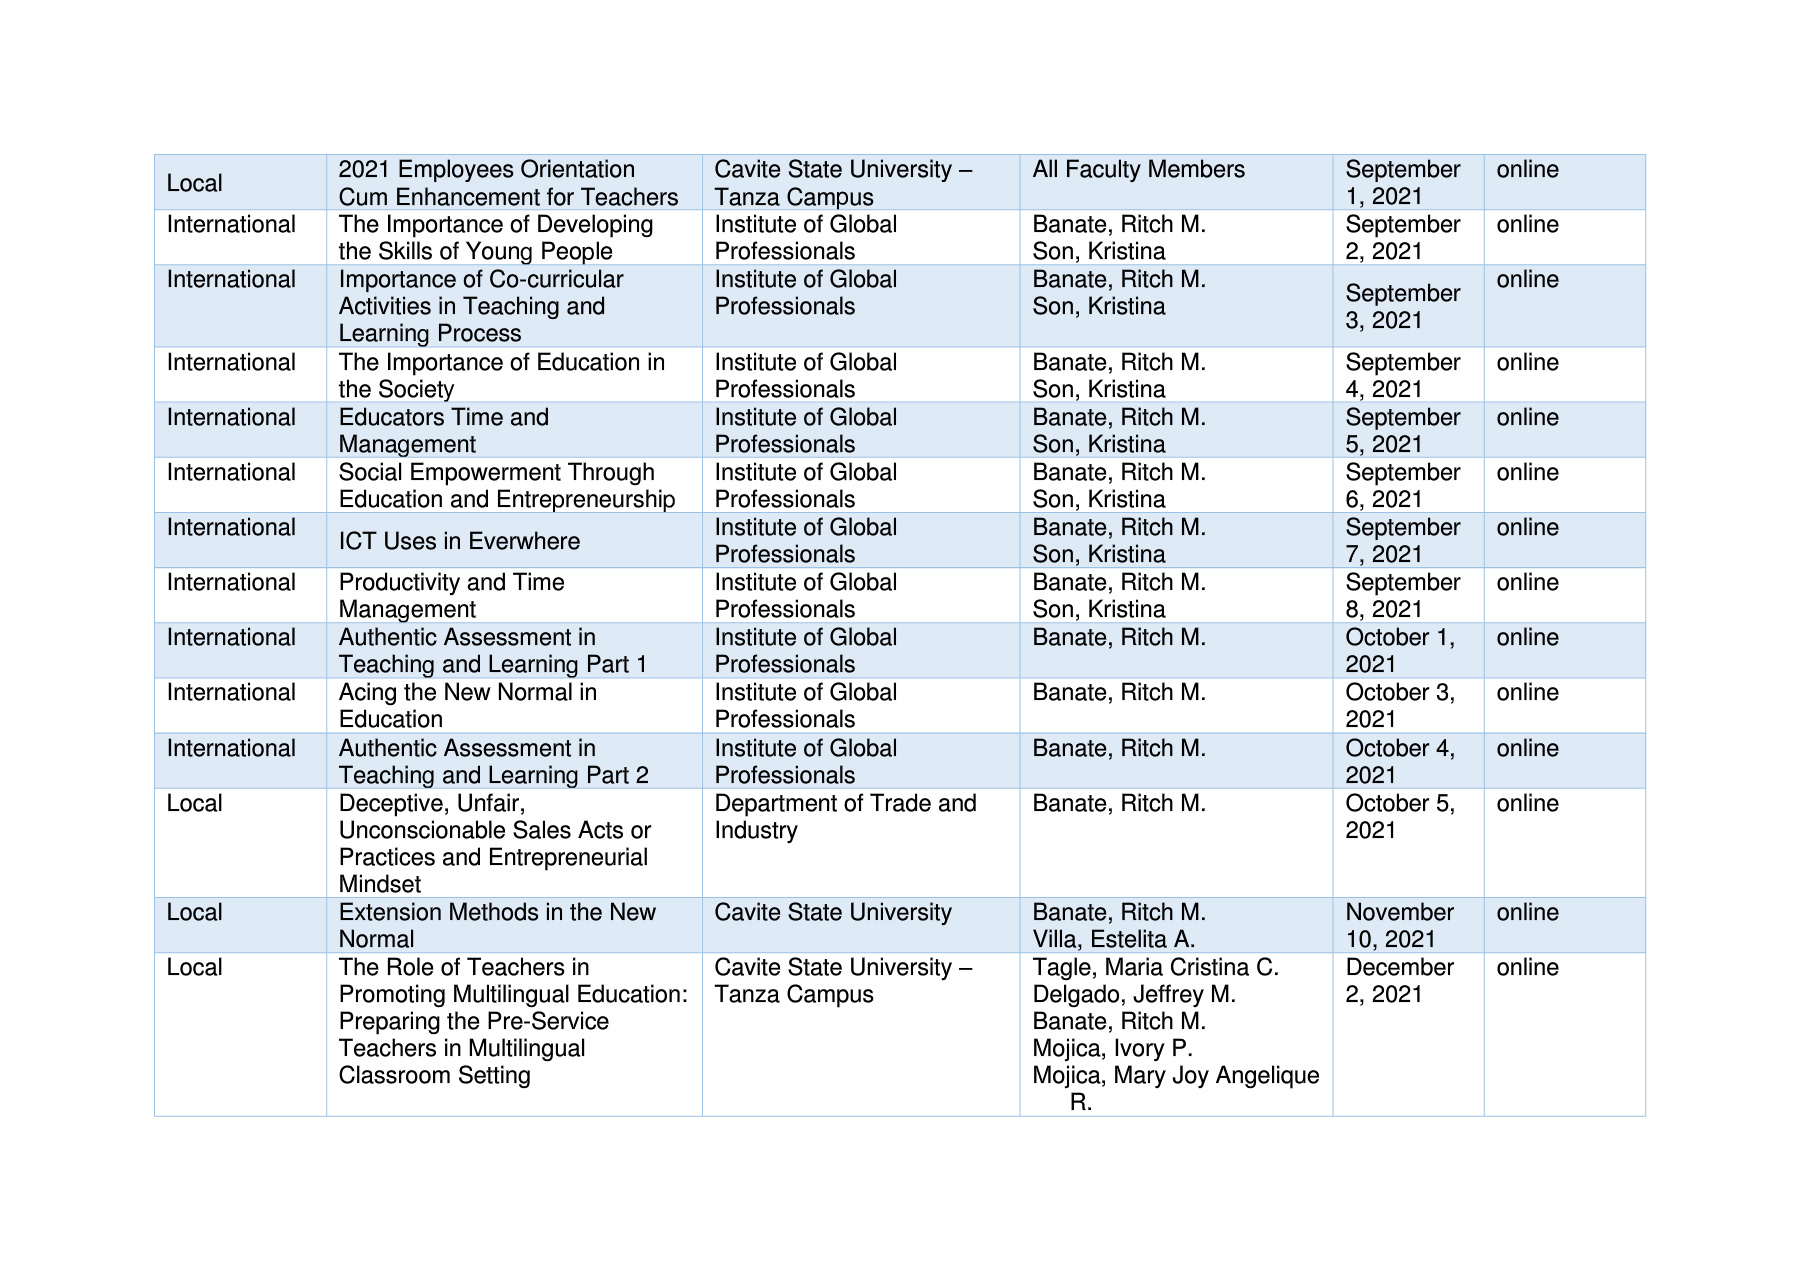 Local
2021 Employees Orientation
Cum Enhancement for Teachers
Cavite State University –
Tanza Campus
All Faculty Members
September
1, 2021
online
International
The Importance of Developing
the Skills of Young People
Institute of Global
Professionals
Banate, Ritch M.
Son, Kristina
September
2, 2021
online
International
Importance of Co-curricular
Activities in Teaching and
Learning Process
Institute of Global
Professionals
Banate, Ritch M.
Son, Kristina
September
3, 2021
online
International
The Importance of Education in
the Society
Institute of Global
Professionals
Banate, Ritch M.
Son, Kristina
September
4, 2021
online
International
Educators Time and
Management
Institute of Global
Professionals
Banate, Ritch M.
Son, Kristina
September
5, 2021
online
International
Social Empowerment Through
Education and Entrepreneurship
Institute of Global
Professionals
Banate, Ritch M.
Son, Kristina
September
6, 2021
online
International
ICT Uses in Everwhere
Institute of Global
Professionals
Banate, Ritch M.
Son, Kristina
September
7, 2021
online
International
Productivity and Time
Management
Institute of Global
Professionals
Banate, Ritch M.
Son, Kristina
September
8, 2021
online
International
Authentic Assessment in
Teaching and Learning Part 1
Institute of Global
Professionals
Banate, Ritch M.
October 1,
2021
online
International
Acing the New Normal in
Education
Institute of Global
Professionals
Banate, Ritch M.
October 3,
2021
online
International
Authentic Assessment in
Teaching and Learning Part 2
Institute of Global
Professionals
Banate, Ritch M.
October 4,
2021
online
Local
Deceptive, Unfair,
Unconscionable Sales Acts or
Practices and Entrepreneurial
Mindset
Department of Trade and
Industry
Banate, Ritch M.
October 5,
2021
online
Local
Extension Methods in the New
Normal
Cavite State University
Banate, Ritch M.
Villa, Estelita A.
November
10, 2021
online
Local
The Role of Teachers in
Promoting Multilingual Education:
Preparing the Pre-Service
Teachers in Multilingual
Classroom Setting
Cavite State University –
Tanza Campus
Tagle, Maria Cristina C.
Delgado, Jeffrey M.
Banate, Ritch M.
Mojica, Ivory P.
Mojica, Mary Joy Angelique
R.
December
2, 2021
online